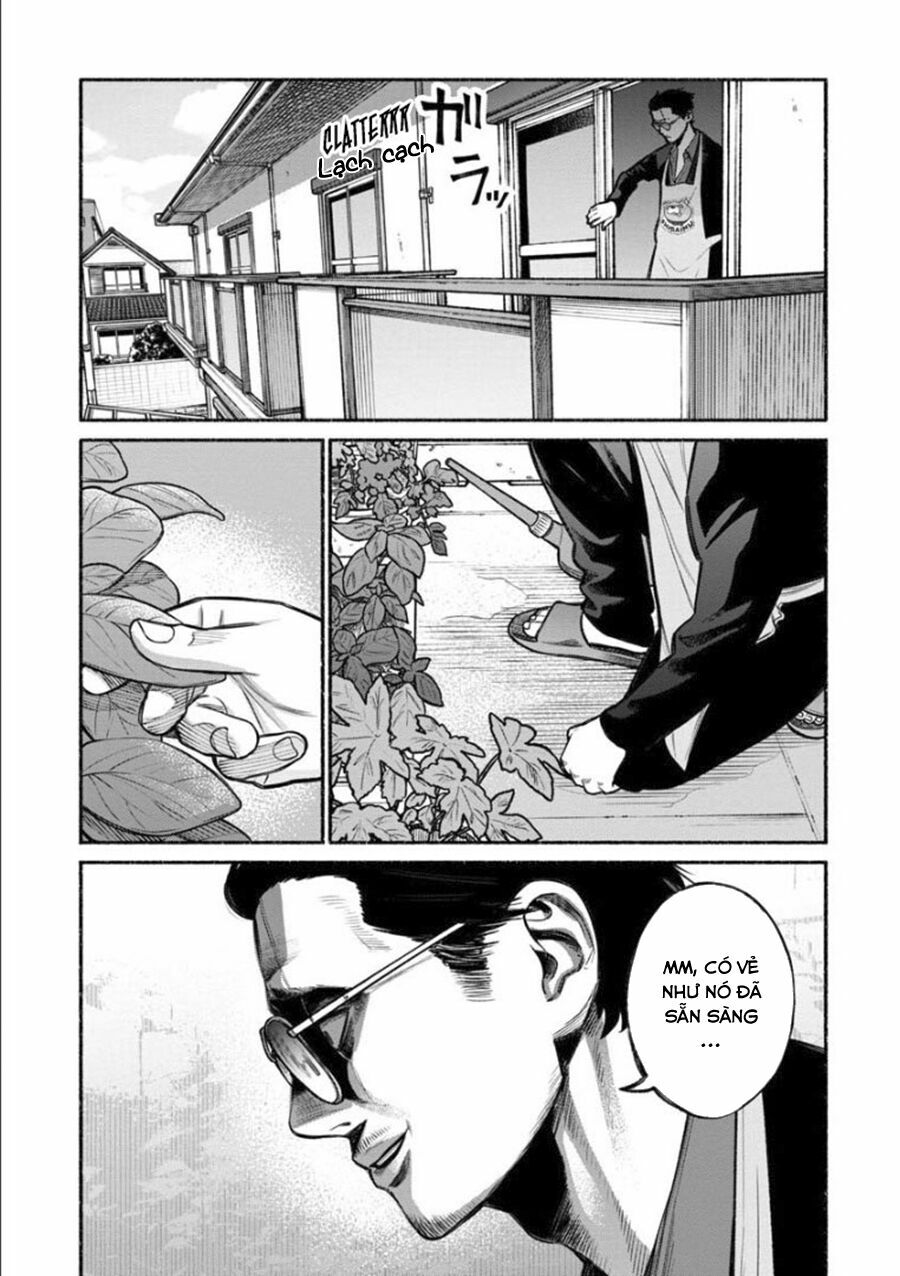 CLATTERRR
Lạch cạch
ガ
ラッ
MM, CÓ VẺ
NHƯ NÓ ĐÃ
SẴN SÀNG
...